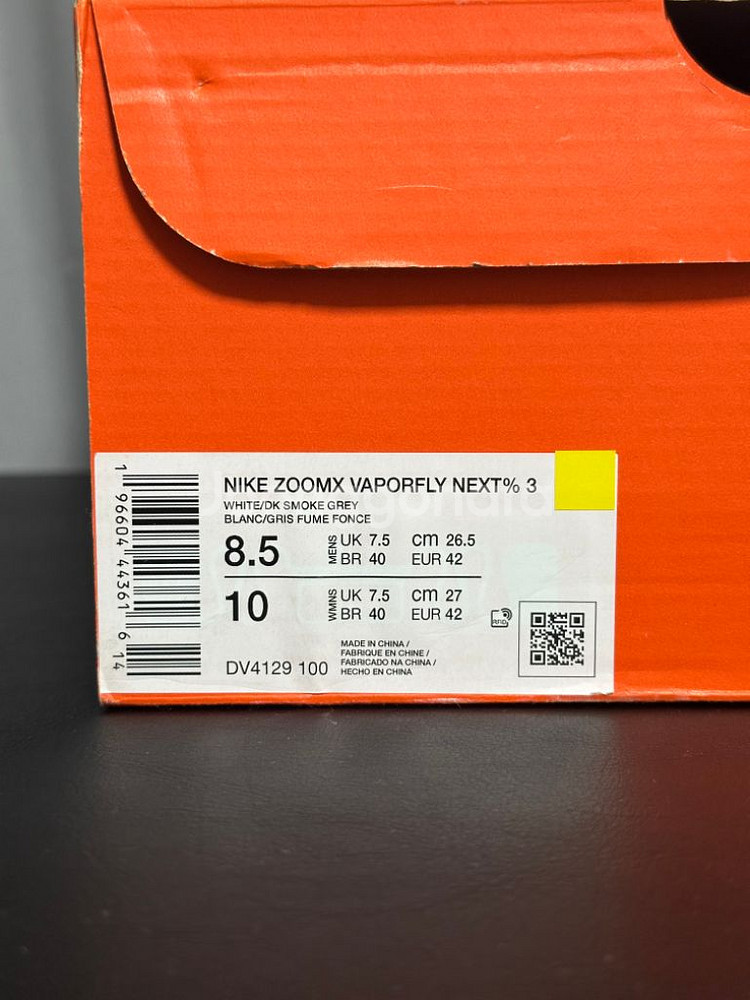 NIKE ZOOMX VAPORFLY NEXT% 3
WHITE/DK SMOKE GREY
BLANC/GRIS FUME FONCE
8.5 MENS UK 7.5 cm 26.5
BR 40 EUR 42
10 WMNS UK 7.5 cm 27
BR 40 EUR 42
RFID
DV4129 100
MADE IN CHINA /
FABRIQUE EN CHINE /
FABRICADO NA CHINA /
HECHO EN CHINA
1 96604 44361 6 14